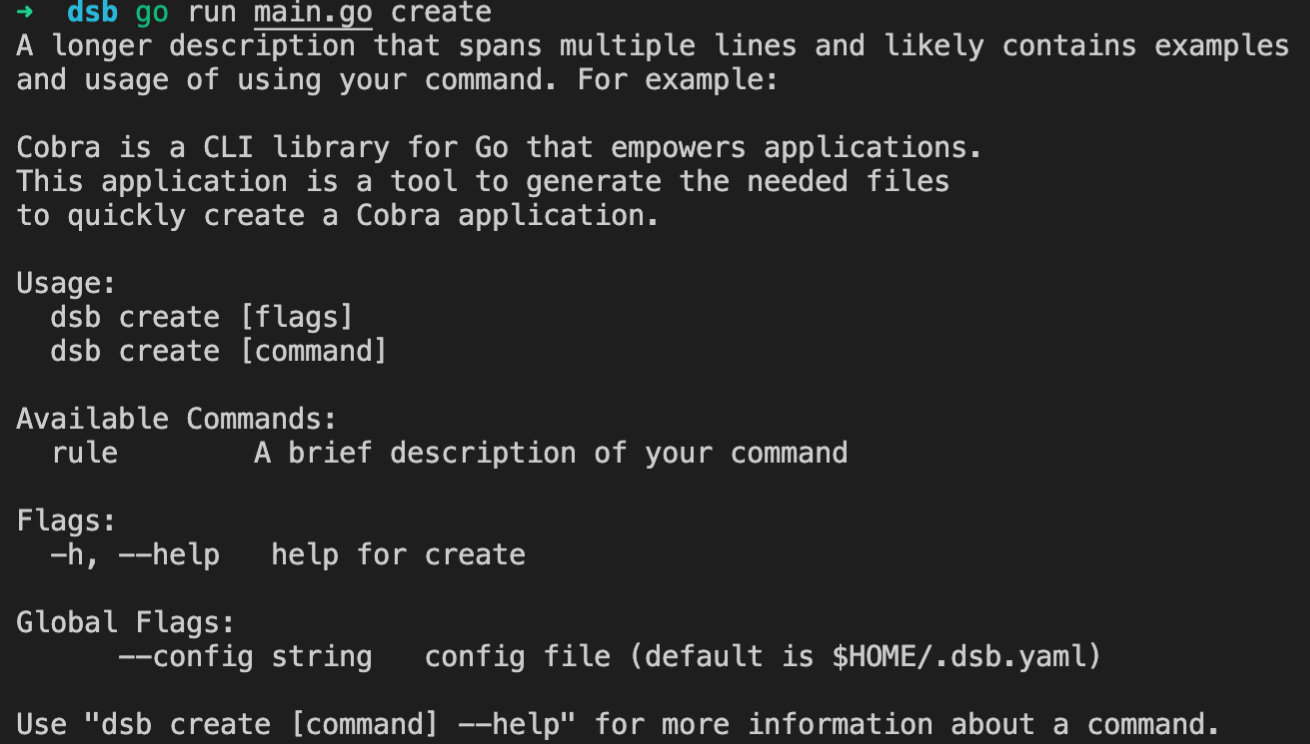 → dsb go run main.go create
A longer description that spans multiple lines and likely contains examples
and usage of using your command. For example:

Cobra is a CLI library for Go that empowers applications.
This application is a tool to generate the needed files
to quickly create a Cobra application.

Usage:
  dsb create [flags]
  dsb create [command]

Available Commands:
  rule        A brief description of your command

Flags:
  -h, --help   help for create

Global Flags:
      --config string   config file (default is $HOME/.dsb.yaml)

Use "dsb create [command] --help" for more information about a command.